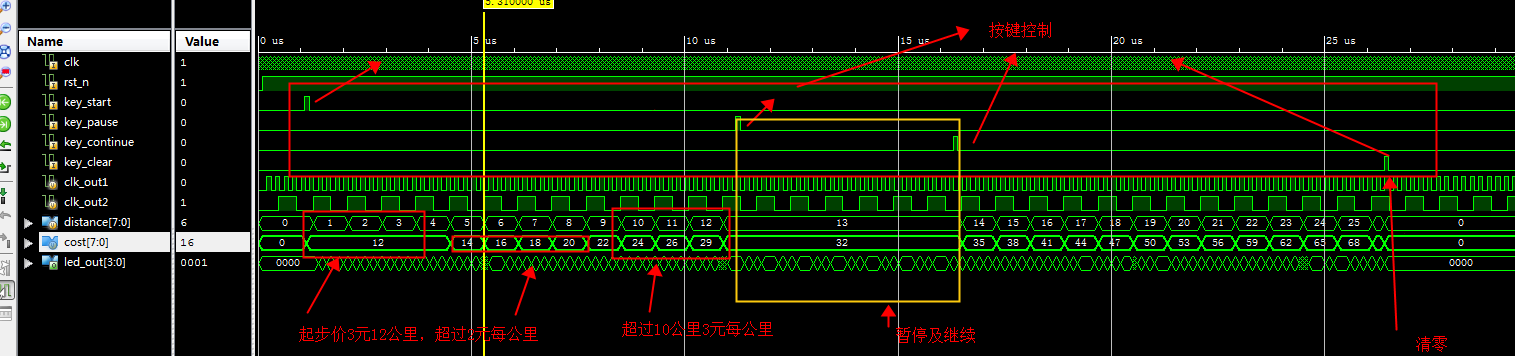 5.310000 us
Name Value
0 us 5 us 10 us 15 us 20 us 25 us
按键控制
clk 1
rst_n 1
key_start 0
key_pause 0
key_continue 0
key_clear 0
clk_out1 0
clk_out2 1
distance[7:0] 6 0 1 2 3 4 5 6 7 8 9 10 11 12 13 14 15 16 17 18 19 20 21 22 23 24 25 0
cost[7:0] 16 0 12 14 16 18 20 22 24 26 29 32 35 38 41 44 47 50 53 56 59 62 65 68 0
led_out[3:0] 0001 0000 0000
起步价3元12公里，超过2元每公里
超过10公里3元每公里
暂停及继续
清零